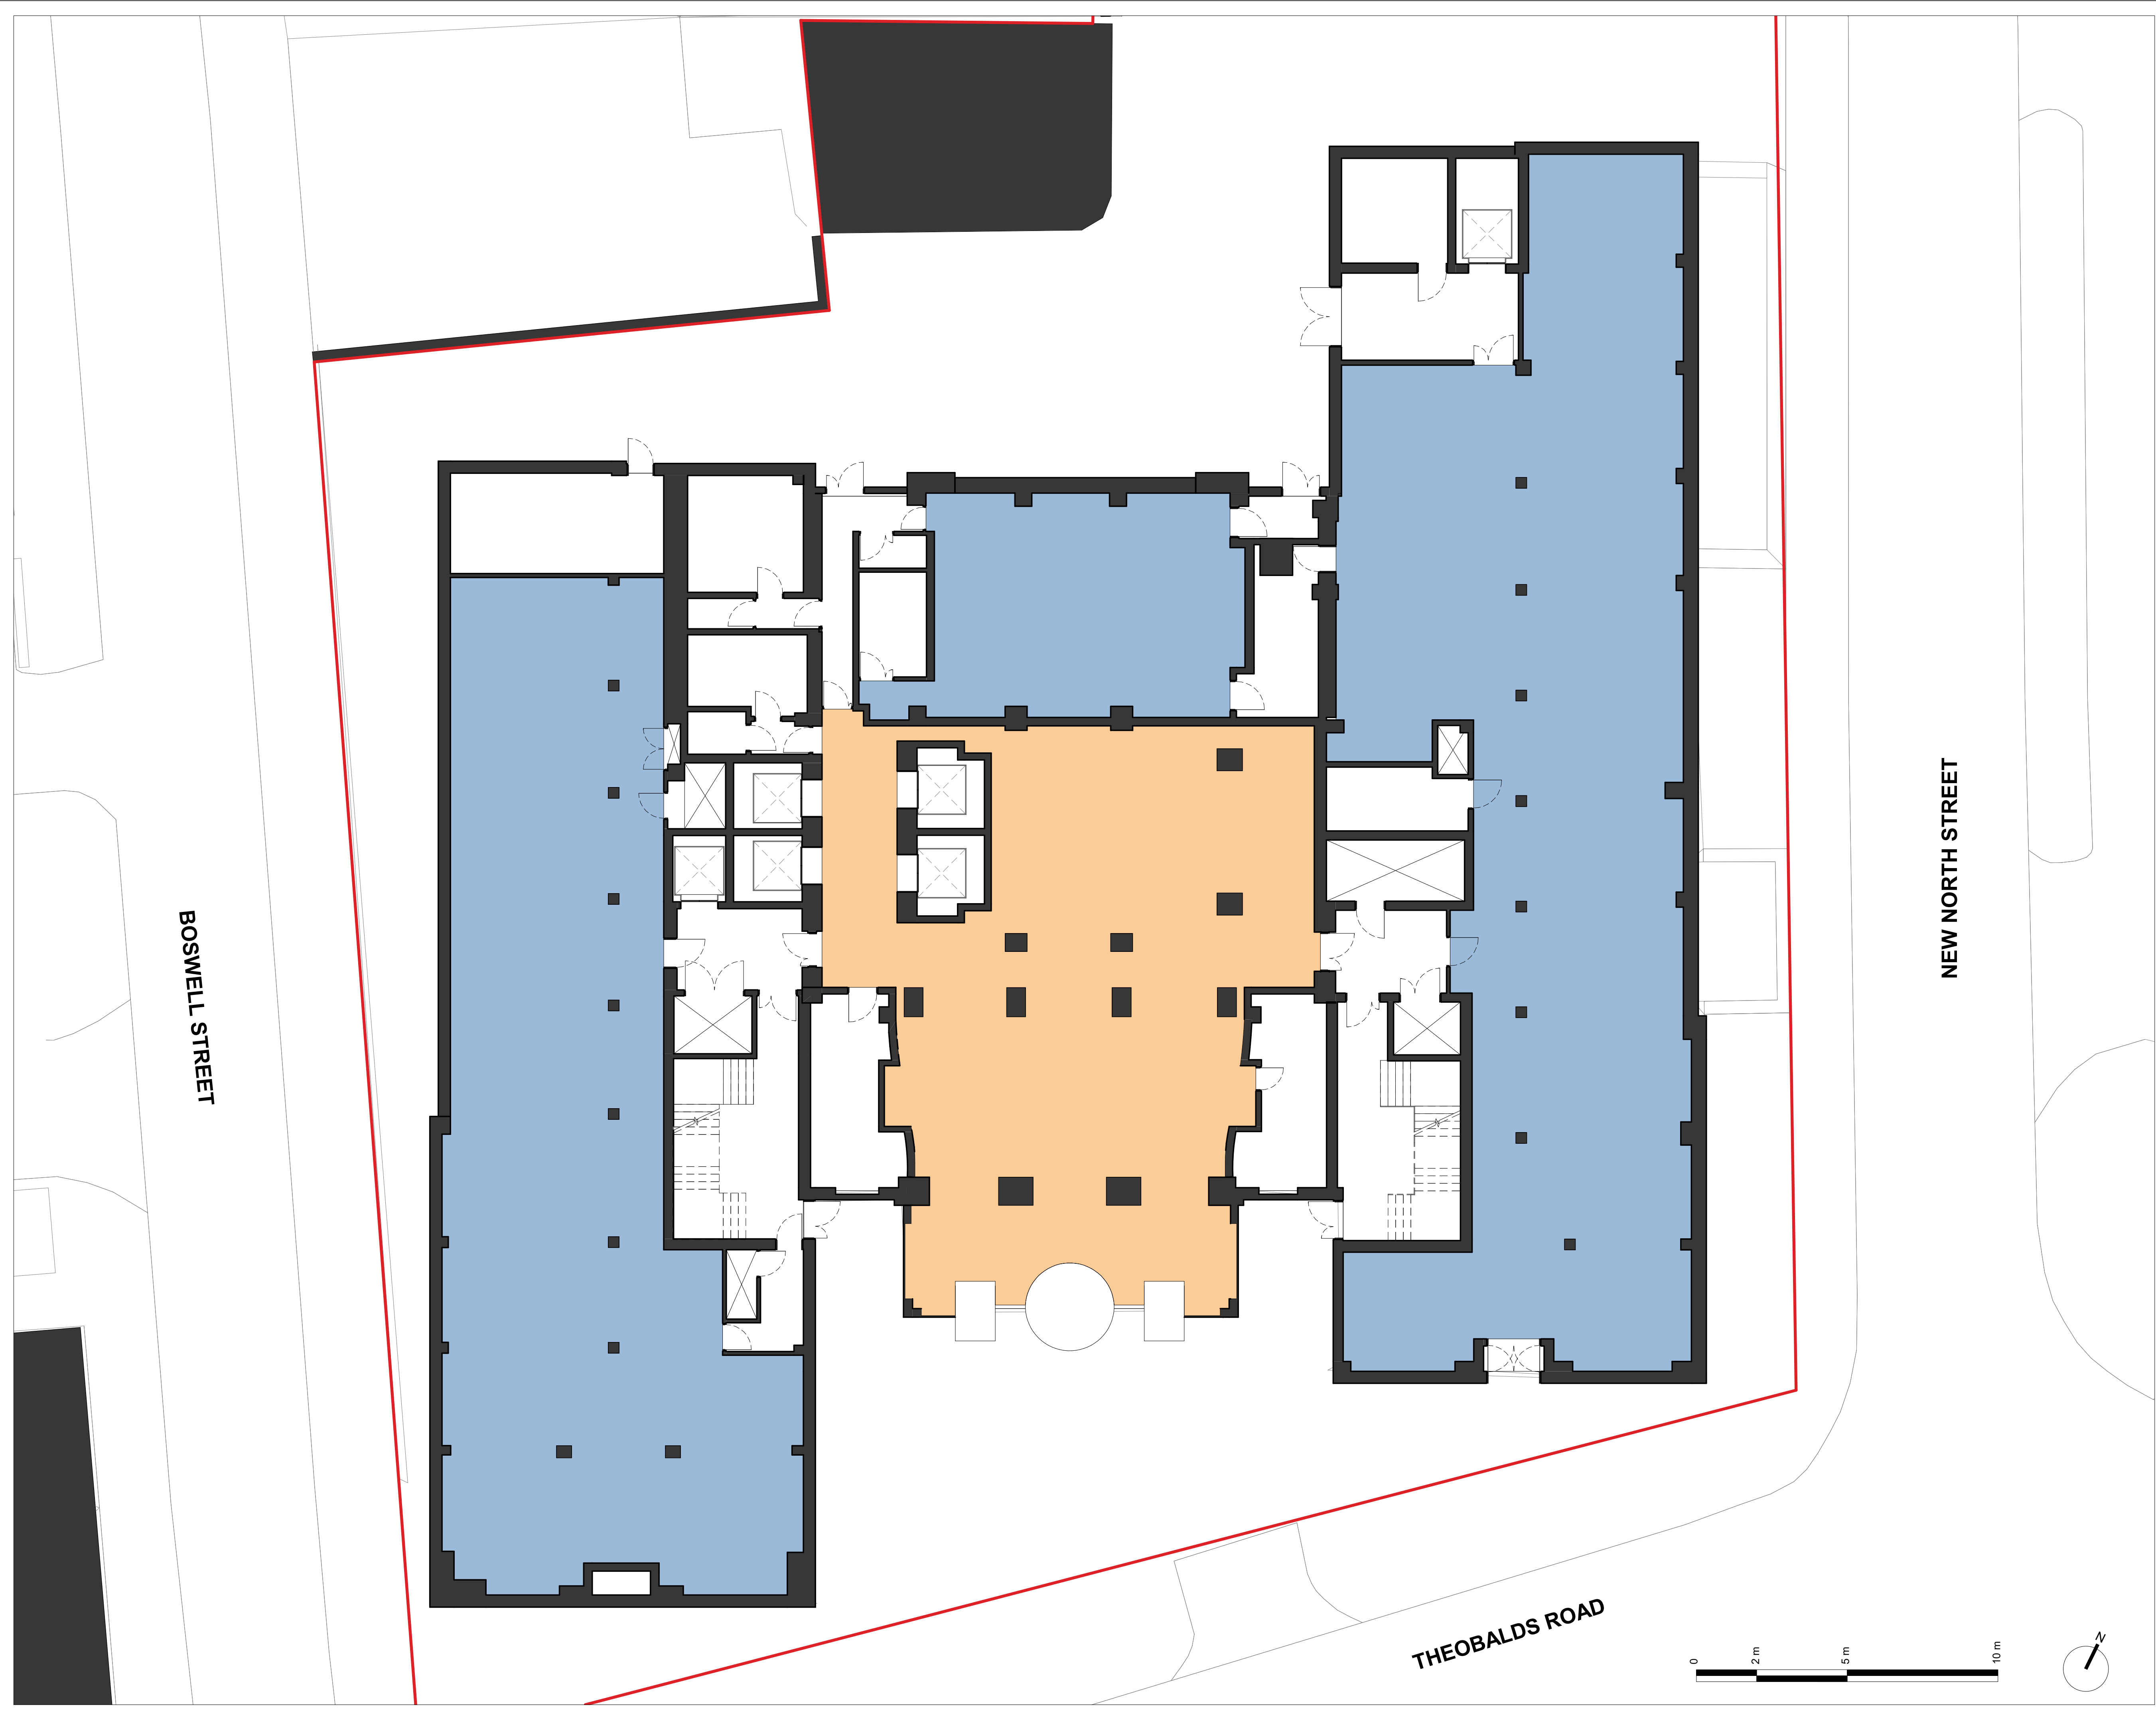 BOSWELL STREET
NEW NORTH STREET
THEOBALDS ROAD
0
2 m
5 m
10 m
N